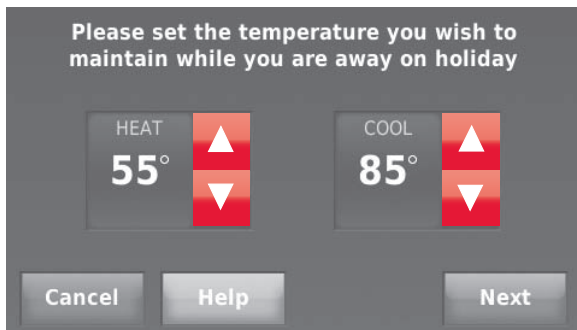 Please set the temperature you wish to
maintain while you are away on holiday
HEAT COOL
55° 85°
Cancel Help Next